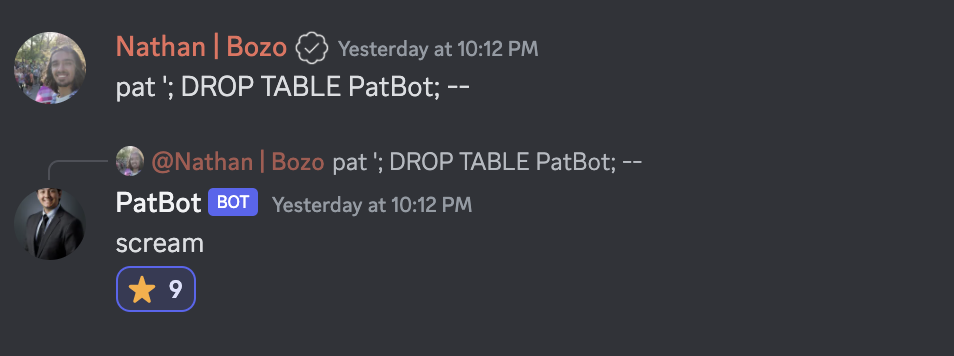 Nathan | Bozo Yesterday at 10:12 PM
pat '; DROP TABLE PatBot; --
@Nathan | Bozo pat '; DROP TABLE PatBot; --
PatBot BOT Yesterday at 10:12 PM
scream
9